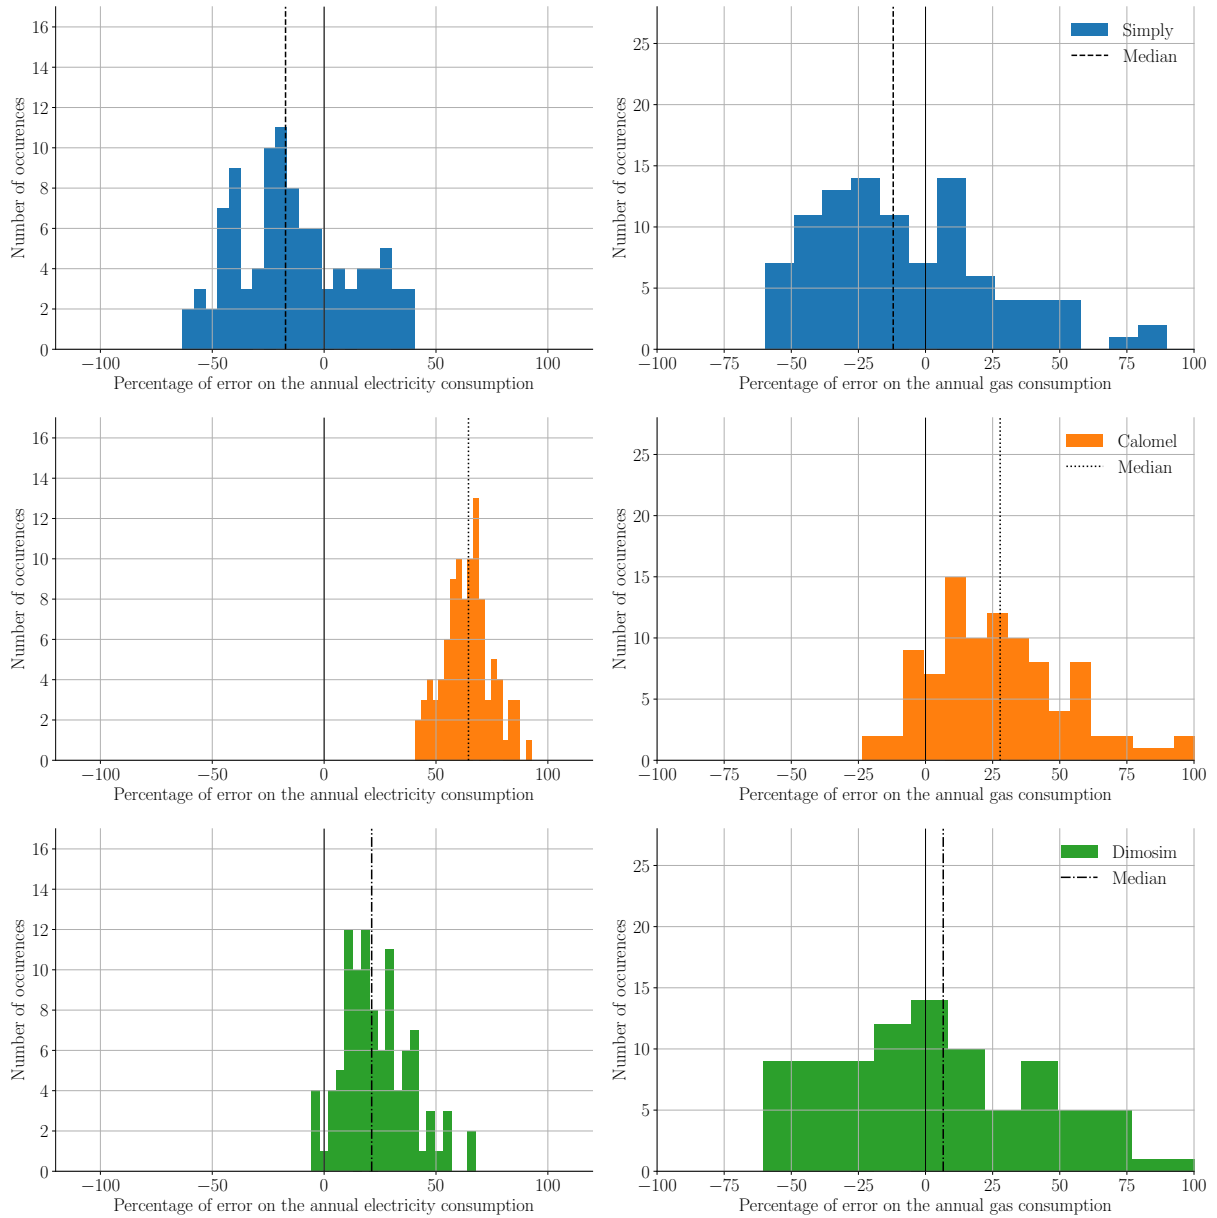 16
14
12
10
8
6
4
2
0
Number of occurences
−100 −50 0 50 100
Percentage of error on the annual electricity consumption
25
20
15
10
5
0
Number of occurences
Simply
Median
−100 −75 −50 −25 0 25 50 75 100
Percentage of error on the annual gas consumption
16
14
12
10
8
6
4
2
0
Number of occurences
−100 −50 0 50 100
Percentage of error on the annual electricity consumption
25
20
15
10
5
0
Number of occurences
Calomel
Median
−100 −75 −50 −25 0 25 50 75 100
Percentage of error on the annual gas consumption
16
14
12
10
8
6
4
2
0
Number of occurences
−100 −50 0 50 100
Percentage of error on the annual electricity consumption
25
20
15
10
5
0
Number of occurences
Dimosim
Median
−100 −75 −50 −25 0 25 50 75 100
Percentage of error on the annual gas consumption